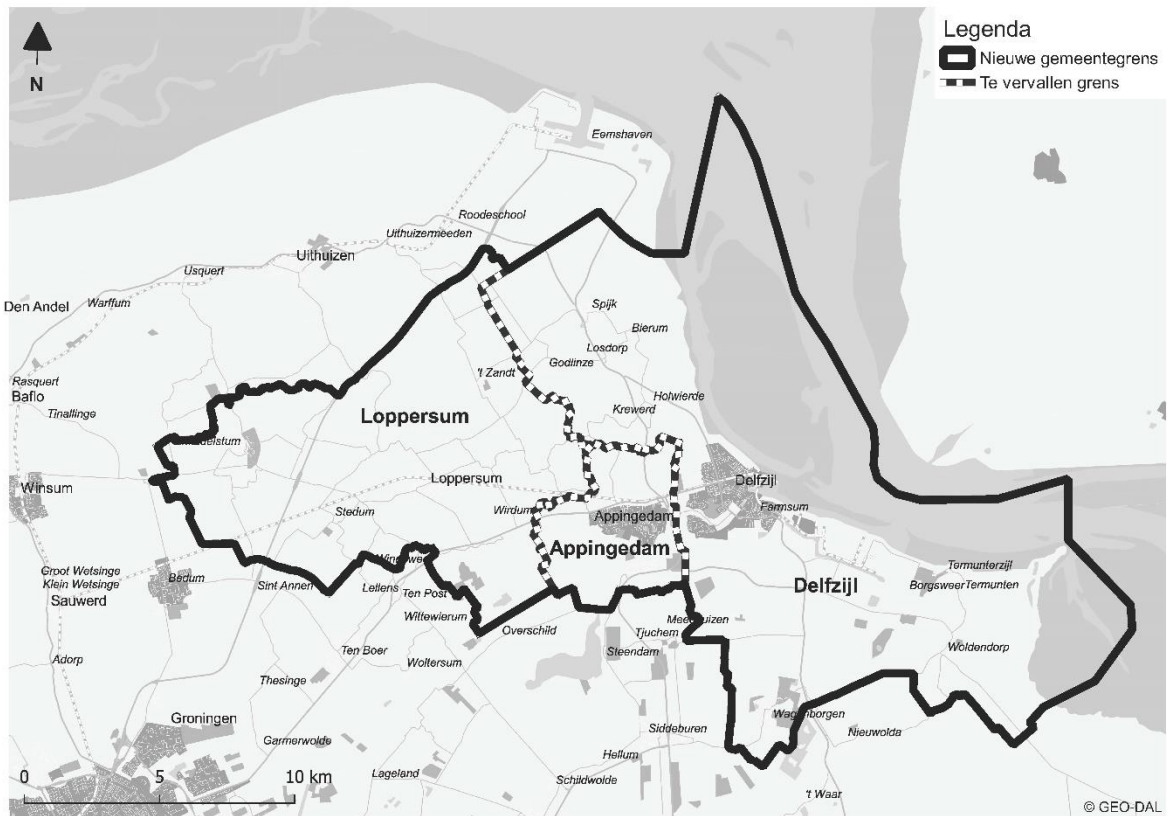 Legenda
Nieuwe gemeentegrens
Te vervallen grens
N
Eemshaven
Roodeschool
Uithuizermeeden
Uithuizen
Usquert
Den Andel
Warffum
Spijk
Bierum
Losdorp
Godlinze
't Zandt
Rasquert
Baflo
Tinallinge
Holwierde
Krewerd
Loppersum
Winsum
Loppersum
Delfzijl
Stedum
Wirdum
Appingedam
Farmsum
Appingedam
Groot Wetsinge
Klein Wetsinge
Sauwerd
Bedum
Sint Annen
Lellens
Ten Post
Wittewierum
Delfzijl
Termunterzijl
Borgsweer
Termunten
Overschild
Tjuchem
Steendam
Woldendorp
Adorp
Ten Boer
Woltersum
Thesinge
Groningen
Garmerwolde
Siddeburen
Nieuwolda
Hellum
Lageland
Schildwolde
't Waar
0 5 10 km
© GEO-DAL